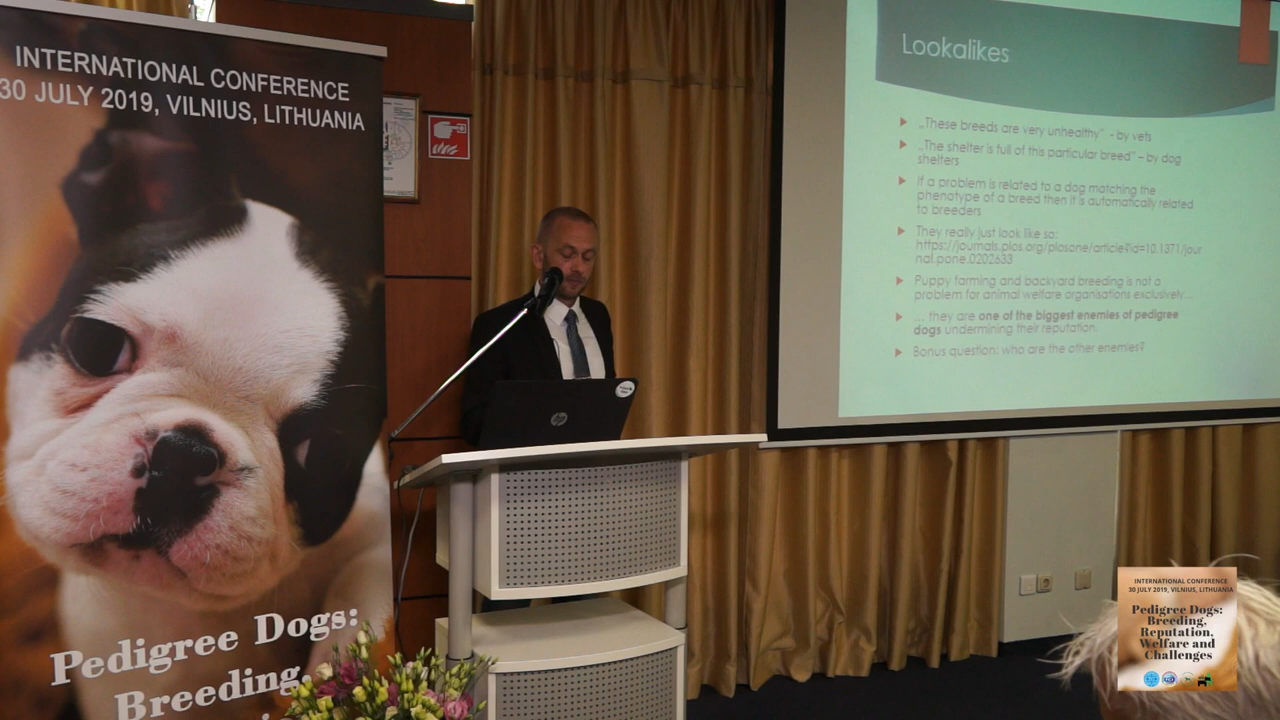 INTERNATIONAL CONFERENCE
30 JULY 2019, VILNIUS, LITHUANIA
Pedigree Dogs:
Breeding,
hp
Lookalikes
„These breeds are very unhealthy” - by vets
„The shelter is full of this particular breed” – by dog
shelters
If a problem is related to a dog matching the
phenotype of a breed then it is automatically related
to breeders
They really just look like so:
https://journals.plos.org/plosone/article?id=10.1371/jour
nal.pone.0202633
Puppy farming and backyard breeding is not a
problem for animal welfare organisations exclusively…
… they are one of the biggest enemies of pedigree
dogs undermining their reputation.
Bonus question: who are the other enemies?
INTERNATIONAL CONFERENCE
30 JULY 2019, VILNIUS, LITHUANIA
Pedigree Dogs:
Breeding,
Reputation,
Welfare and
Challenges